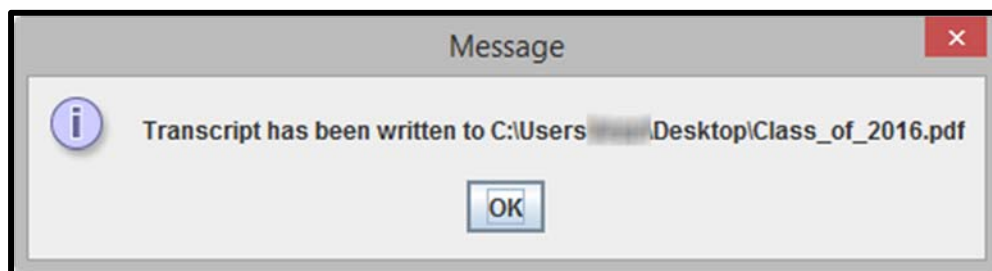 Message
Transcript has been written to C:\Users\Desktop\Class_of_2016.pdf
OK